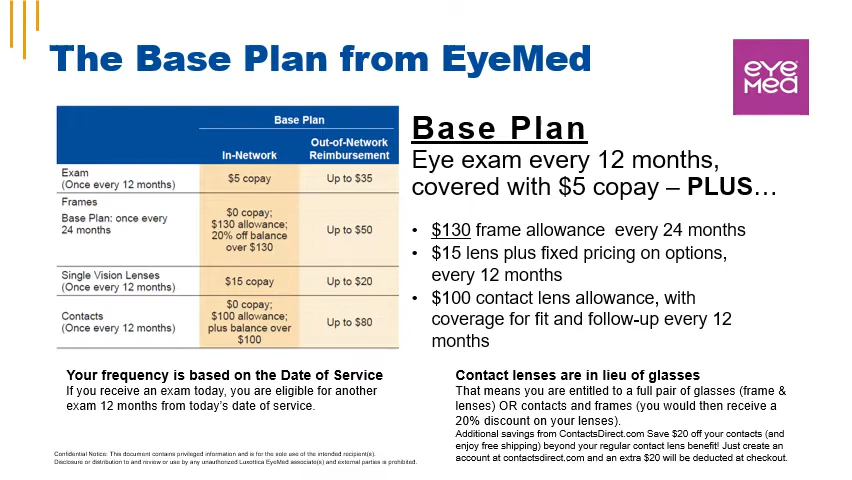 The Base Plan from EyeMed
eye
med
Base Plan
In-Network
Out-of-Network
Reimbursement
Exam
(Once every 12 months)
$5 copay
Up to $35
Frames
Base Plan: once every
24 months
$0 copay;
$130 allowance;
20% off balance
over $130
Up to $50
Single Vision Lenses
(Once every 12 months)
$15 copay
Up to $20
Contacts
(Once every 12 months)
$0 copay;
$100 allowance;
plus balance over
$100
Up to $80
Base Plan
Eye exam every 12 months,
covered with $5 copay – PLUS…
• $130 frame allowance every 24 months
• $15 lens plus fixed pricing on options,
every 12 months
• $100 contact lens allowance, with
coverage for fit and follow-up every 12
months
Your frequency is based on the Date of Service
If you receive an exam today, you are eligible for another
exam 12 months from today's date of service.
Contact lenses are in lieu of glasses
That means you are entitled to a full pair of glasses (frame &
lenses) OR contacts and frames (you would then receive a
20% discount on your lenses).
Additional savings from ContactsDirect.com Save $20 off your contacts (and
enjoy free shipping) beyond your regular contact lens benefit! Just create an
account at contactsdirect.com and an extra $20 will be deducted at checkout.
Confidential Notice: This document contains privileged information and is for the sole use of the intended recipient(s).
Disclosure or distribution to and review or use by any unauthorized Luxottica EyeMed associate(s) and external parties is prohibited.